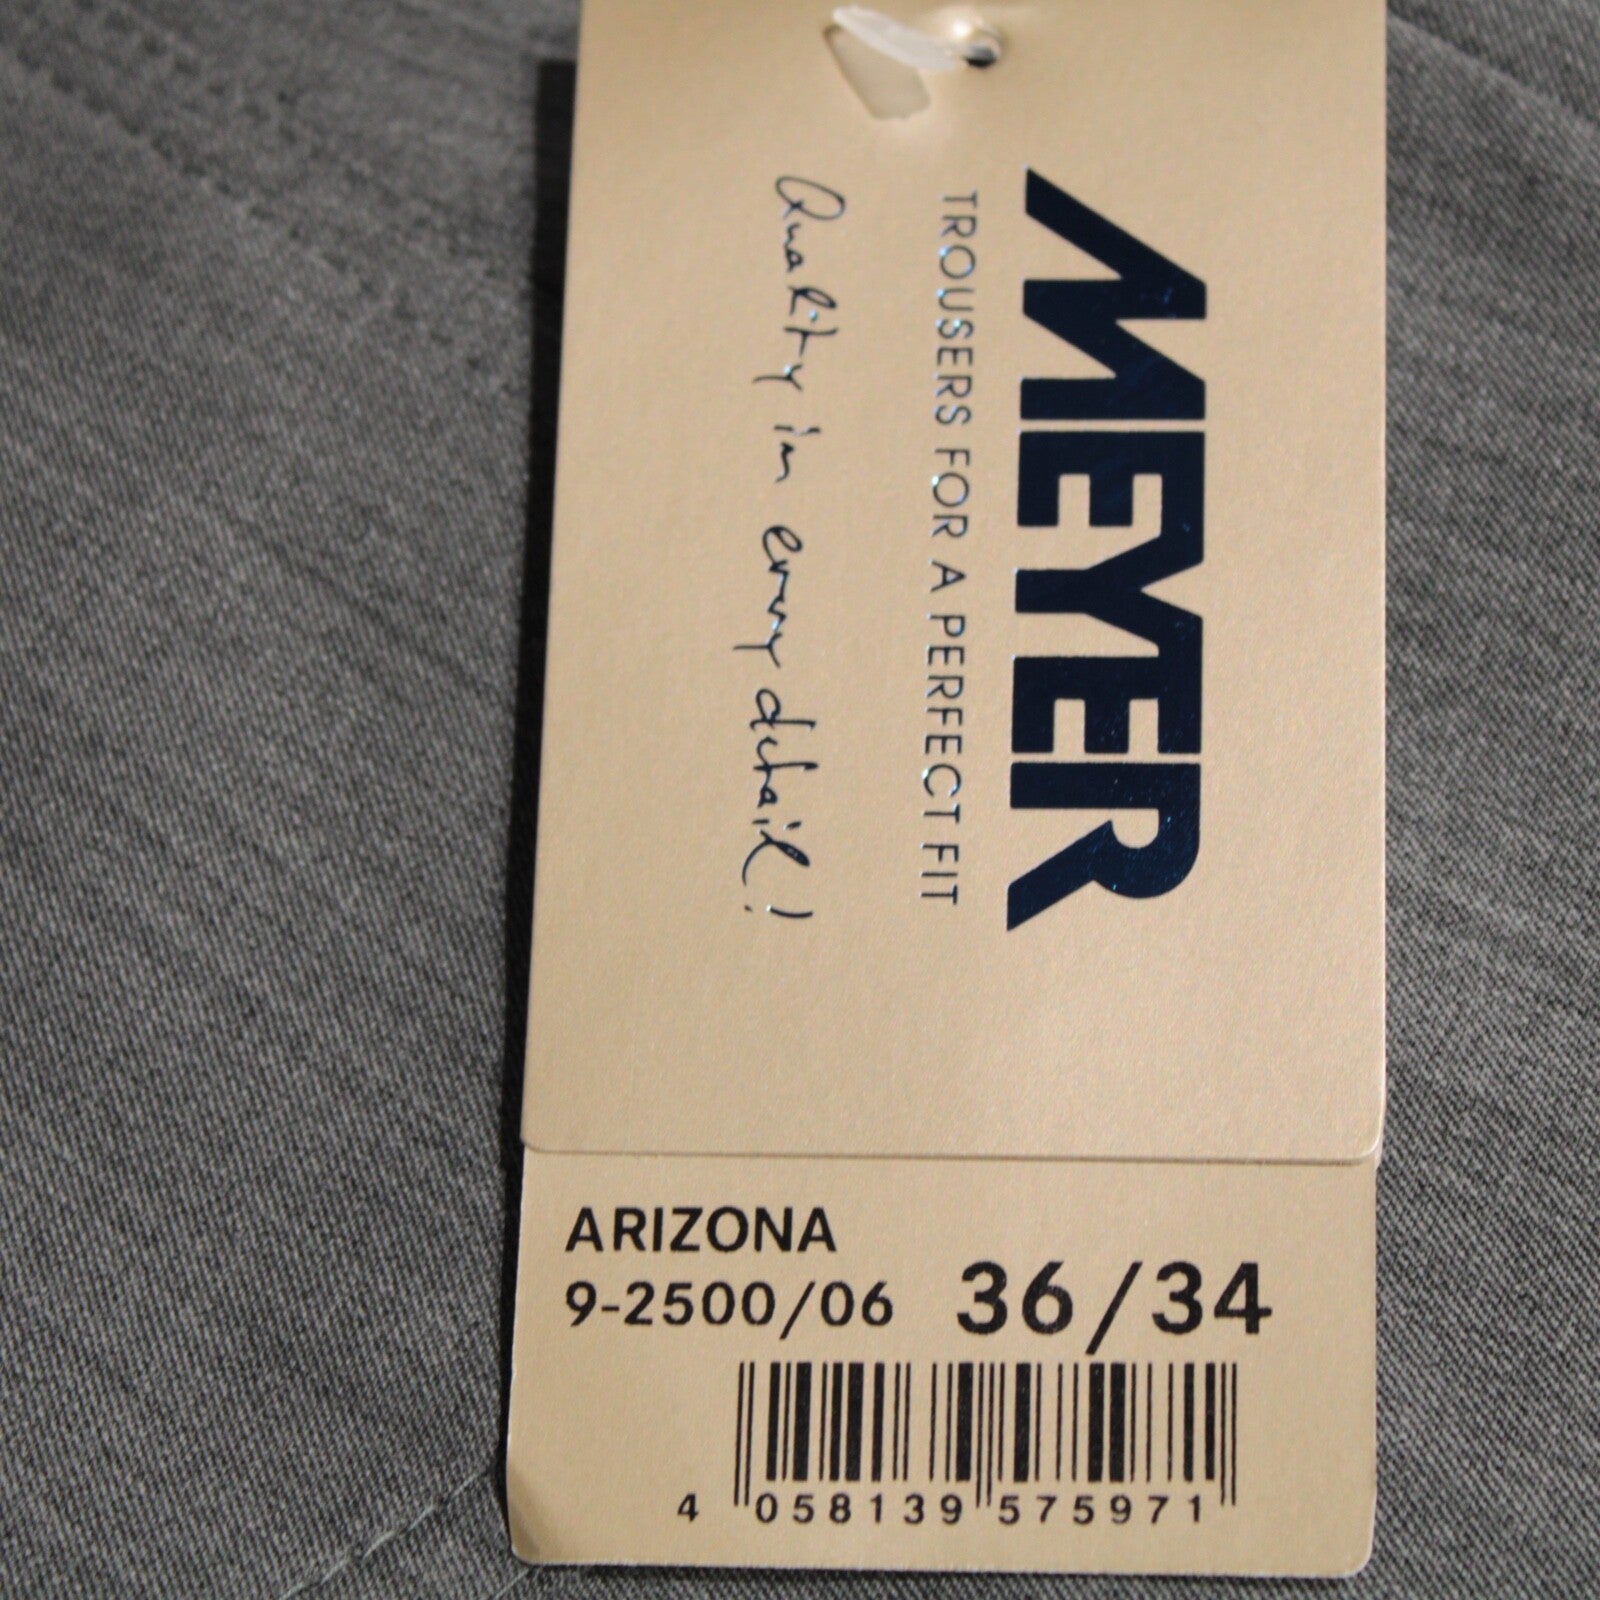 MEYER
TROUSERS FOR A PERFECT FIT
Quality in every detail!
ARIZONA
9-2500/06 36/34
4 058139 575971